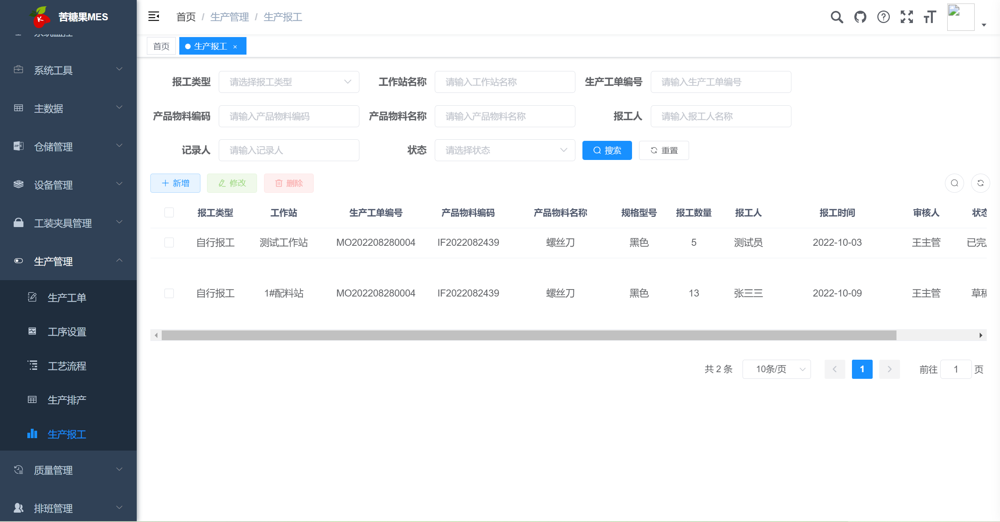 苦糖果MES
首页 / 生产管理 / 生产报工
首页
生产报工 ×
系统工具
主数据
ZIP 仓储管理
设备管理
工装夹具管理
生产管理
生产工单
工序设置
工艺流程
生产排产
生产报工
质量管理
排班管理
报工类型 请选择报工类型 工作站名称 请输入工作站名称 生产工单编号 请输入生产工单编号
产品物料编码 请输入产品物料编码 产品物料名称 请输入产品物料名称 报工人 请输入报工人名称
记录人 请输入记录人 状态 请选择状态 搜索 重置
新增 修改 删除
报工类型 工作站 生产工单编号 产品物料编码 产品物料名称 规格型号 报工数量 报工人 报工时间 审核人 状态
自行报工 测试工作站 MO202208280004 IF2022082439 螺丝刀 黑色 5 测试员 2022-10-03 王主管 已完
自行报工 1#配料站 MO202208280004 IF2022082439 螺丝刀 黑色 13 张三三 2022-10-09 王主管 草稿
共 2 条 10条/页 1 前往 1 页